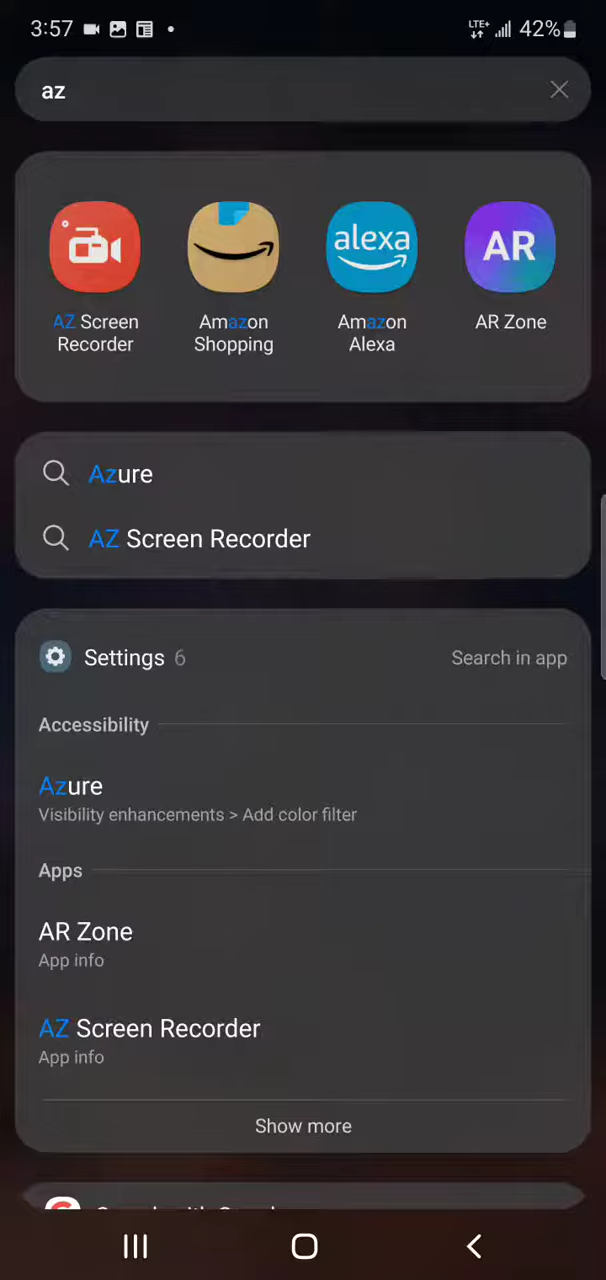 3:57
LTE+ 42%
az
alexa
AR
AZ Screen Recorder
Amazon Shopping
Amazon Alexa
AR Zone
Azure
AZ Screen Recorder
Settings 6
Search in app
Accessibility
Azure
Visibility enhancements > Add color filter
Apps
AR Zone
App info
AZ Screen Recorder
App info
Show more